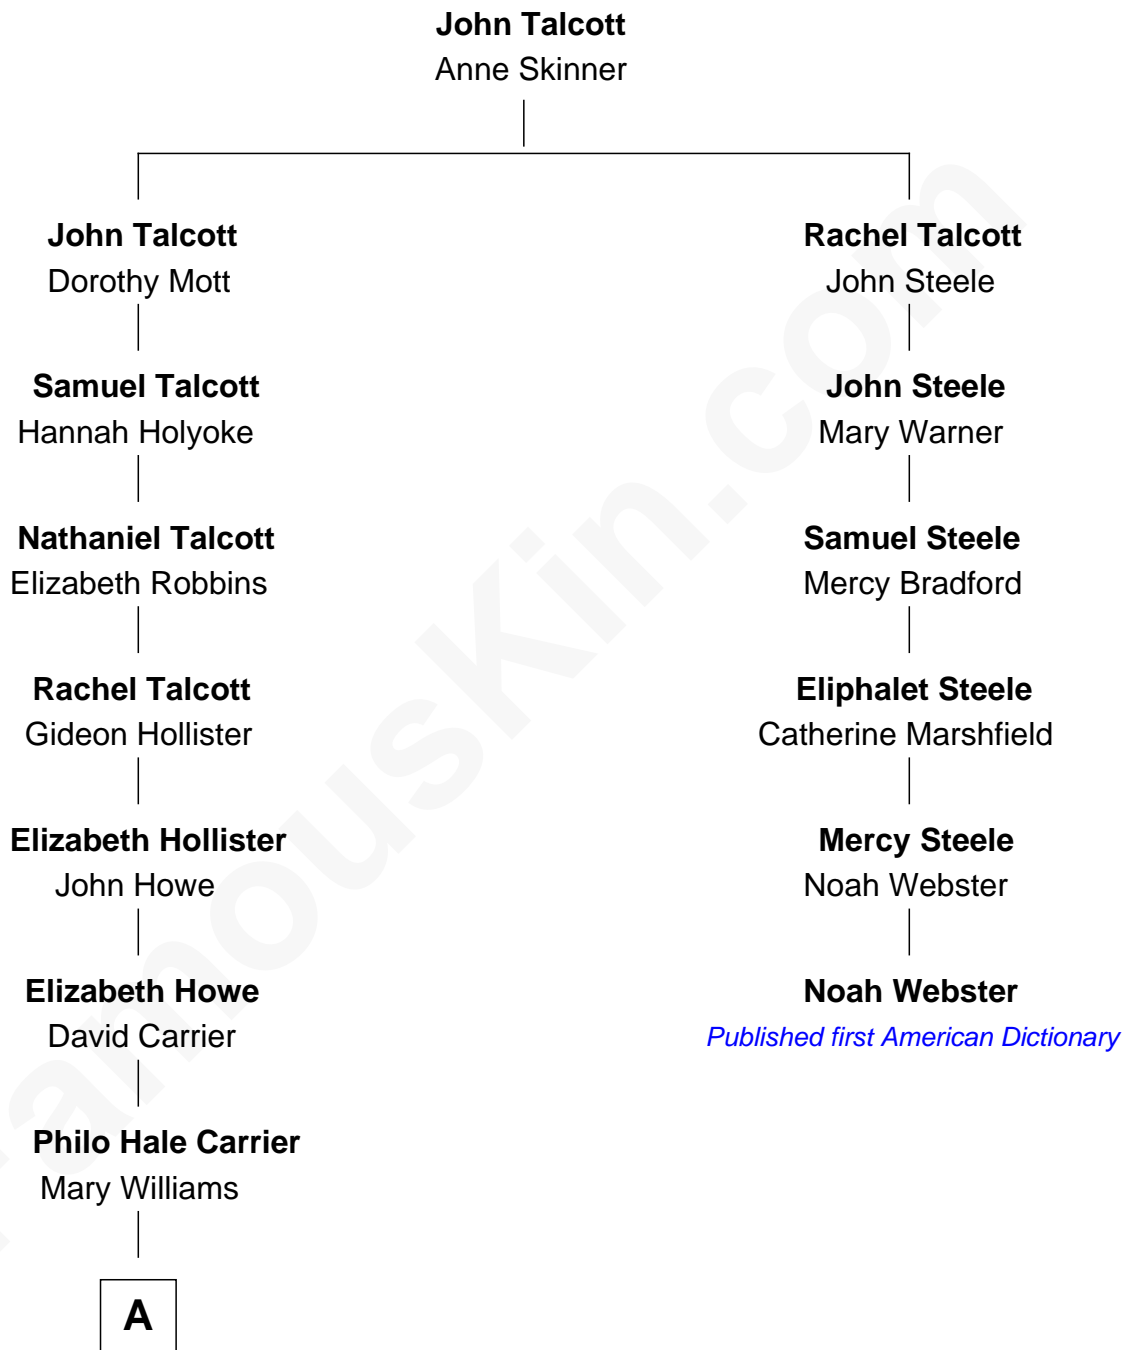 John Talcott
Anne Skinner
John Talcott
Dorothy Mott
Rachel Talcott
John Steele
Samuel Talcott
Hannah Holyoke
John Steele
Mary Warner
Nathaniel Talcott
Elizabeth Robbins
Samuel Steele
Mercy Bradford
Rachel Talcott
Gideon Hollister
Eliphalet Steele
Catherine Marshfield
Elizabeth Hollister
John Howe
Mercy Steele
Noah Webster
Elizabeth Howe
David Carrier
Noah Webster
Published first American Dictionary
Philo Hale Carrier
Mary Williams
A
FamousKin.com